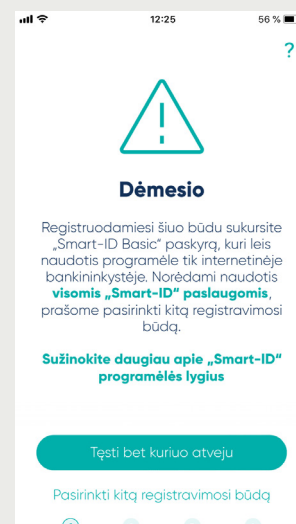 12:25
56 %
?
Dėmesio
Registruodamiesi šiuo būdu sukursite
„Smart-ID Basic“ paskyrą, kuri leis
naudotis programėle tik internetinėje
bankininkystėje. Norėdami naudotis
visomis „Smart-ID“ paslaugomis,
prašome pasirinkti kitą registravimosi
būdą.
Sužinokite daugiau apie „Smart-ID“
programėlės lygius
Tęsti bet kuriuo atveju
Pasirinkti kitą registravimosi būdą